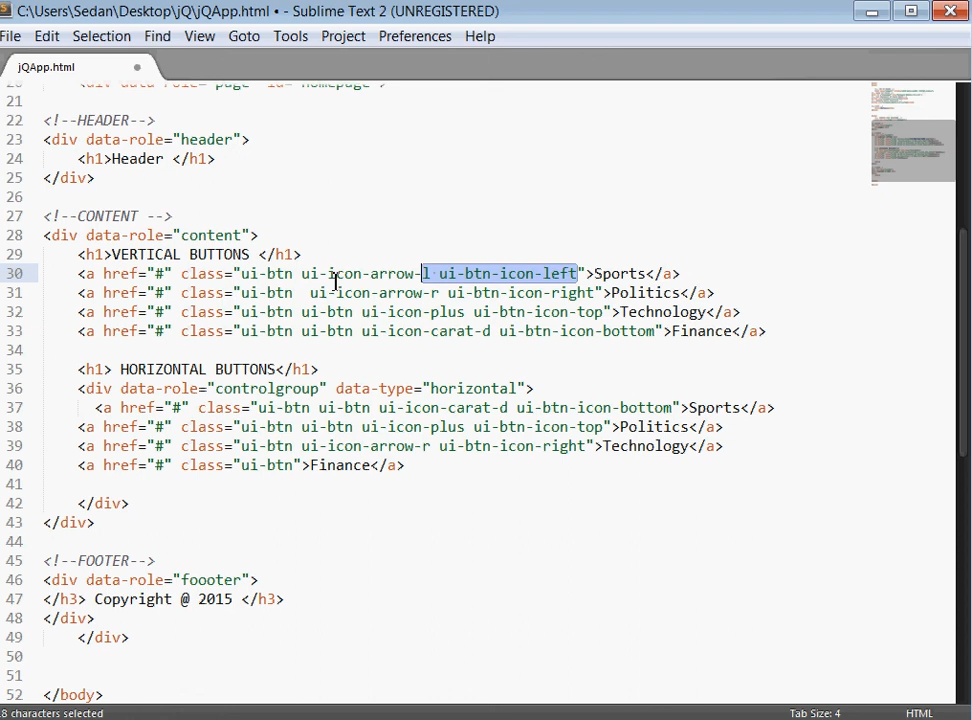 C:\Users\Sedan\Desktop\jQ\jQApp.html • - Sublime Text 2 (UNREGISTERED)
File Edit Selection Find View Goto Tools Project Preferences Help
jQApp.html
20 <div data-role="page" id="homepage">
21
22 <!--HEADER-->
23 <div data-role="header">
24 <h1>Header </h1>
25 </div>
26
27 <!--CONTENT -->
28 <div data-role="content">
29 <h1>VERTICAL BUTTONS </h1>
30 <a href="#" class="ui-btn ui-icon-arrow-l ui-btn-icon-left">Sports</a>
31 <a href="#" class="ui-btn  ui-icon-arrow-r ui-btn-icon-right">Politics</a>
32 <a href="#" class="ui-btn ui-btn ui-icon-plus ui-btn-icon-top">Technology</a>
33 <a href="#" class="ui-btn ui-btn ui-icon-carat-d ui-btn-icon-bottom">Finance</a>
34
35 <h1> HORIZONTAL BUTTONS</h1>
36 <div data-role="controlgroup" data-type="horizontal">
37 <a href="#" class="ui-btn ui-btn ui-icon-carat-d ui-btn-icon-bottom">Sports</a>
38 <a href="#" class="ui-btn ui-btn ui-icon-plus ui-btn-icon-top">Politics</a>
39 <a href="#" class="ui-btn ui-icon-arrow-r ui-btn-icon-right">Technology</a>
40 <a href="#" class="ui-btn">Finance</a>
41
42 </div>
43 </div>
44
45 <!--FOOTER-->
46 <div data-role="foooter">
47 </h3> Copyright @ 2015 </h3>
48 </div>
49 </div>
50
51
52 </body>
8 characters selected
Tab Size: 4
HTML